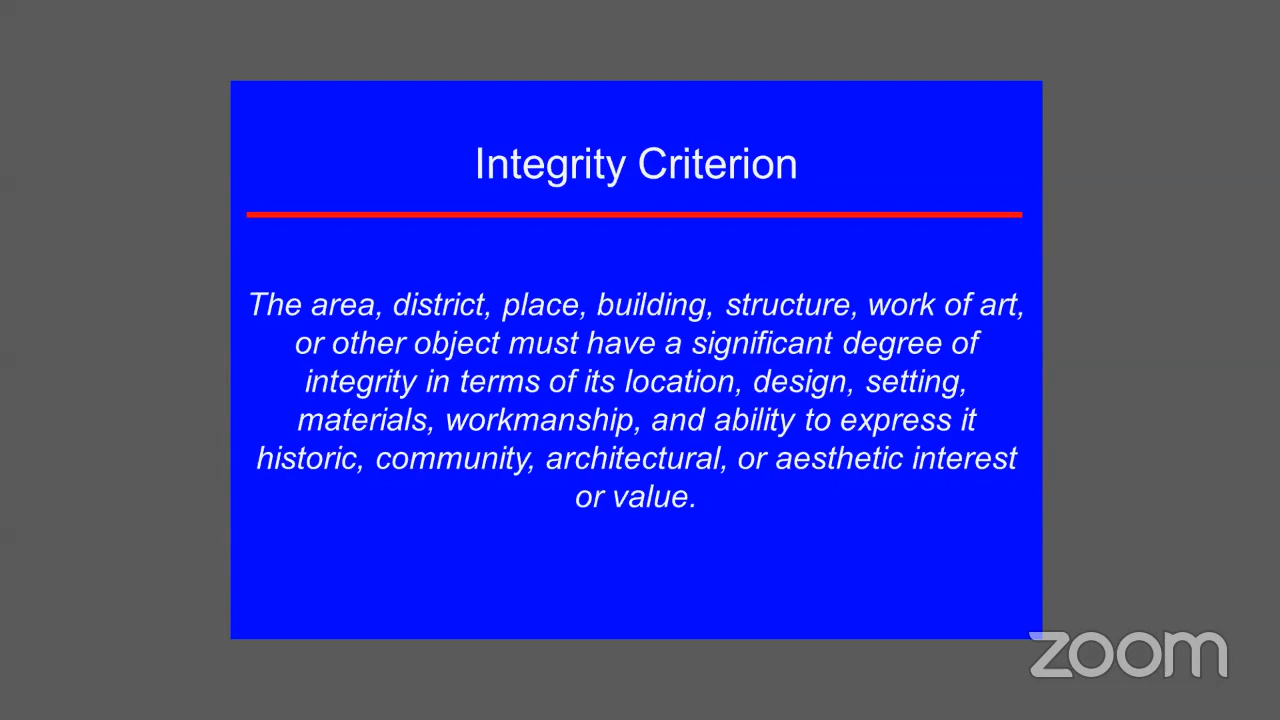 Integrity Criterion
The area, district, place, building, structure, work of art,
or other object must have a significant degree of
integrity in terms of its location, design, setting,
materials, workmanship, and ability to express it
historic, community, architectural, or aesthetic interest
or value.
zoom